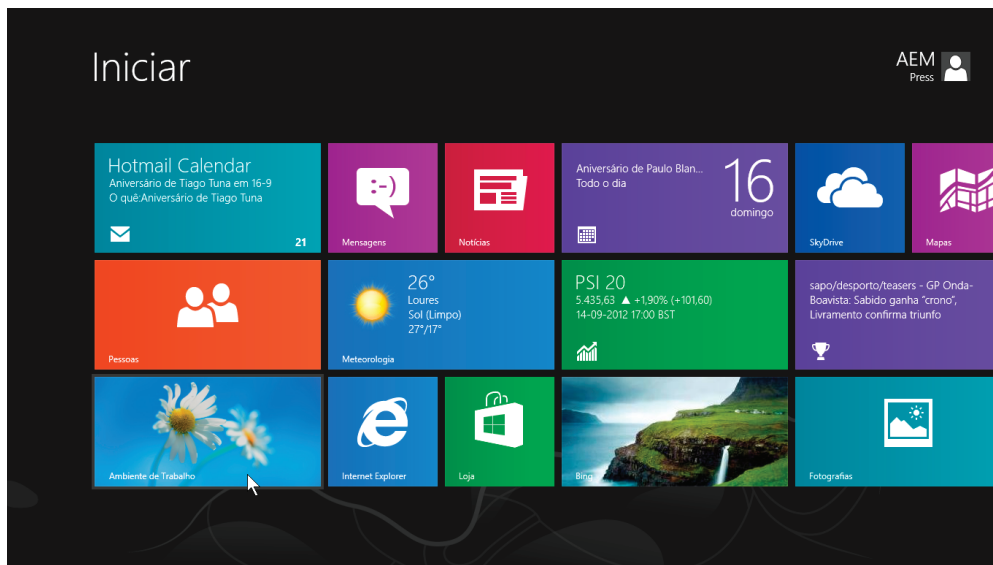 Iniciar
AEM
Press
Hotmail Calendar
Aniversário de Tiago Tuna em 16-9
O quê:Aniversário de Tiago Tuna
21
:-)
Mensagens
Notícias
Aniversário de Paulo Blan...
Todo o dia
16
domingo
SkyDrive
Mapas
Pessoas
26°
Loures
Sol (Limpo)
27°/17°
Meteorologia
PSI 20
5.435,63 ▲ +1,90% (+101,60)
14-09-2012 17:00 BST
sapo/desporto/teasers - GP Onda-
Boavista: Sabido ganha “crono”,
Livramento confirma triunfo
Ambiente de Trabalho
Internet Explorer
Loja
Bing
Fotografias